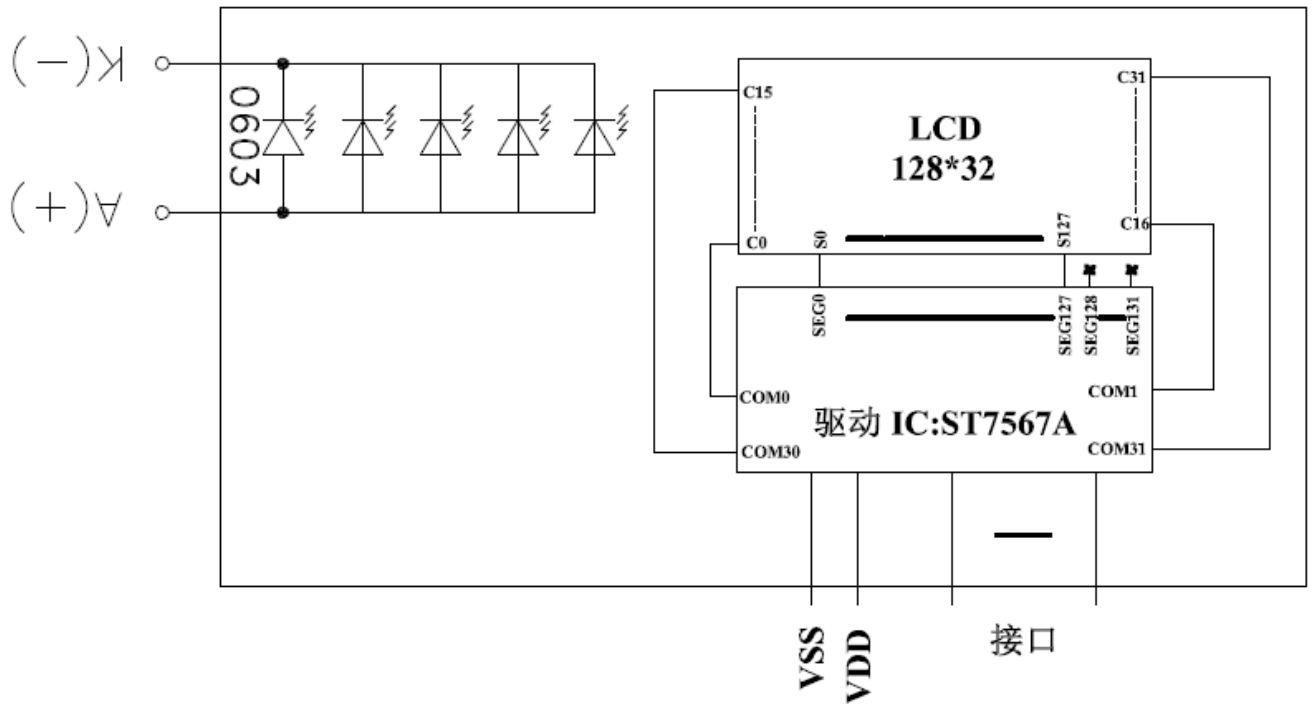 K(-)
A(+)
0603
C15
C31
LCD
128*32
C0
S0
S127
C16
SEG0
SEG127
SEG128
SEG131
COM0
COM1
驱动 IC:ST7567A
COM30
COM31
VSS
VDD
接口